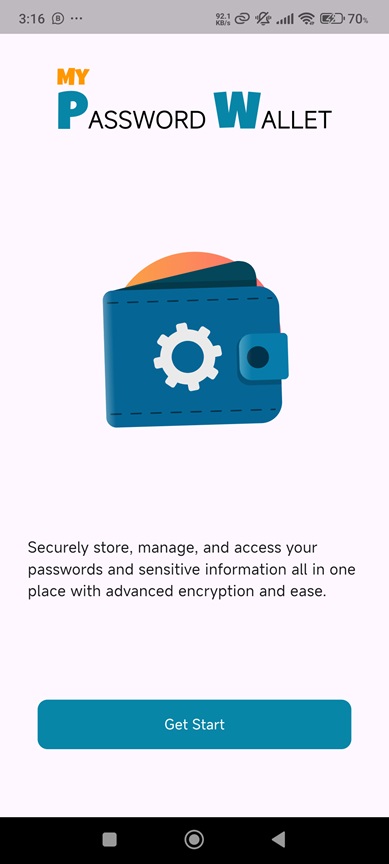 3:16 B ... 92.1 KB/s 70%
MY
PASSWORD WALLET
Securely store, manage, and access your
passwords and sensitive information all in one
place with advanced encryption and ease.
Get Start